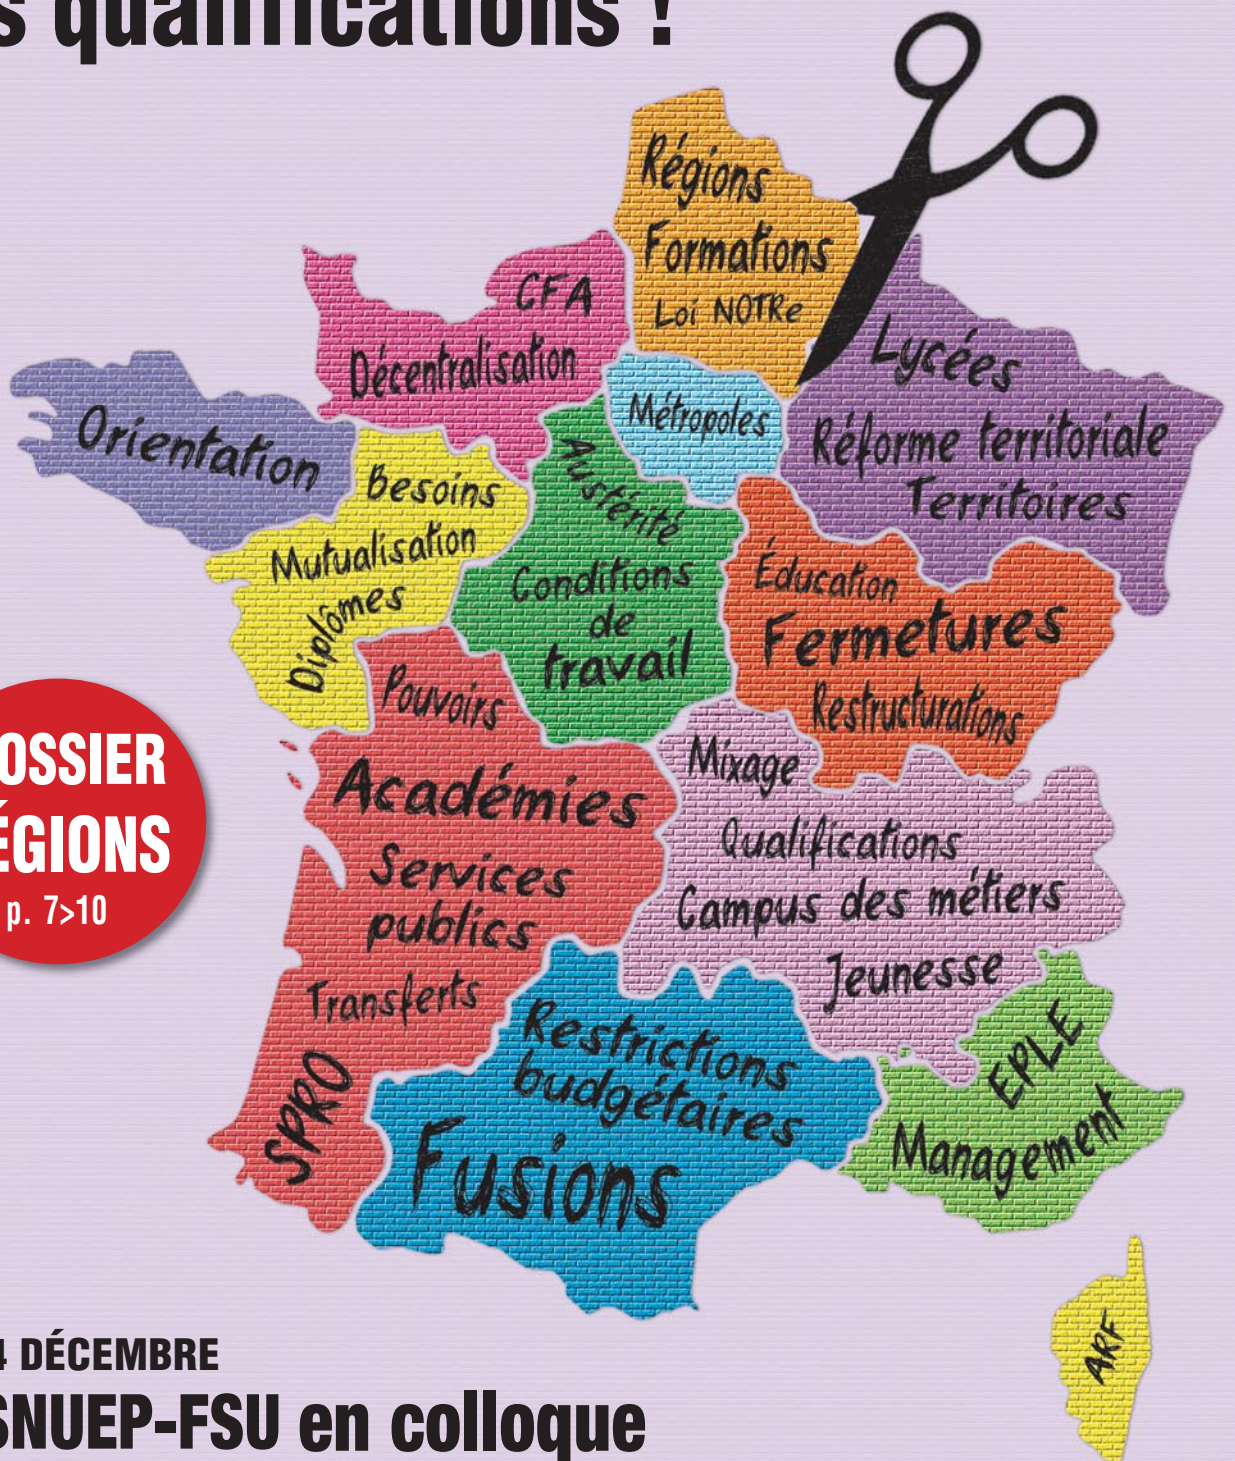 s qualifications !
Régions
Formations
Loi NOTRe
CFA
Décentralisation
Lycées
Réforme territoriale
Territoires
Métropoles
Orientation
Besoins
Mutualisation
Diplômes
Austérité
Conditions
de
travail
Éducation
Fermetures
Restructurations
OSSIER
ÉGIONS
p. 7>10
Pouvoirs
Académies
Services
publics
Transferts
SPRO
Mixage
Qualifications
Campus des métiers
Jeunesse
Restrictions
budgétaires
Fusions
EPLE
Management
ARF
4 DÉCEMBRE
SNUEP-FSU en colloque